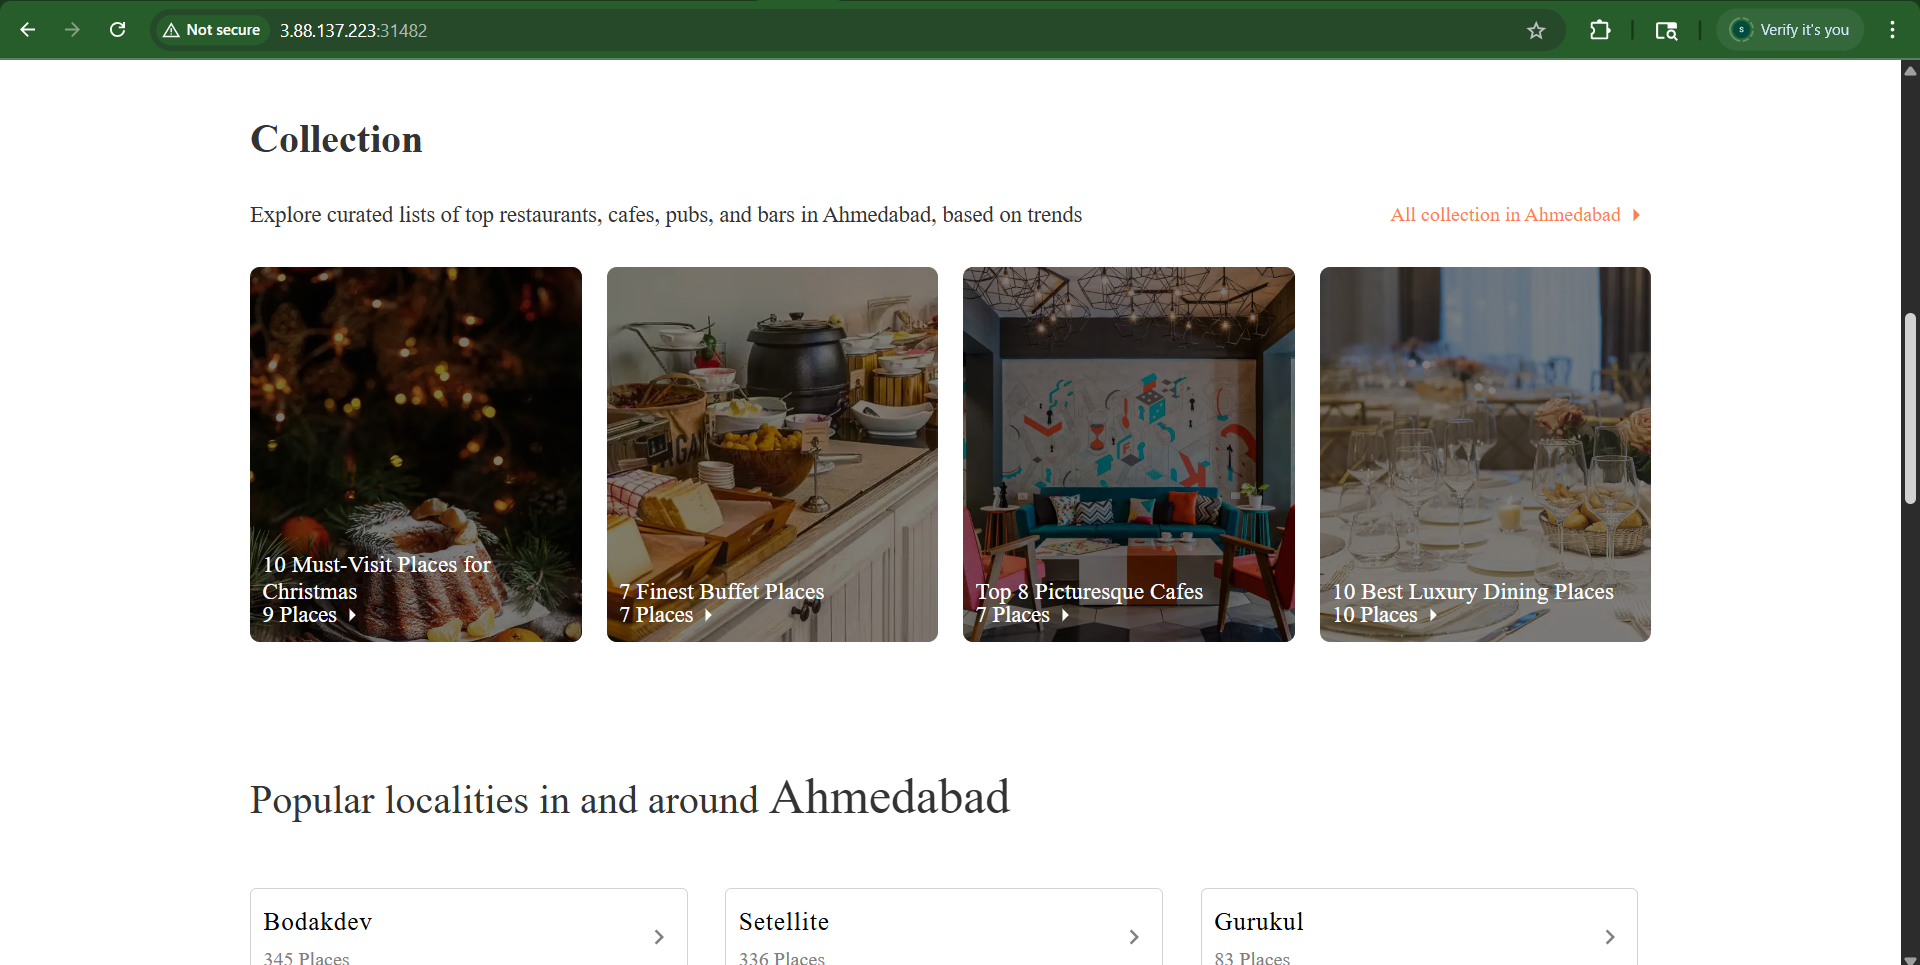 Not secure 3.88.137.223:31482
s Verify it's you
Collection
Explore curated lists of top restaurants, cafes, pubs, and bars in Ahmedabad, based on trends
All collection in Ahmedabad
10 Must-Visit Places for
Christmas
9 Places
7 Finest Buffet Places
7 Places
Top 8 Picturesque Cafes
7 Places
10 Best Luxury Dining Places
10 Places
Popular localities in and around Ahmedabad
Bodakdev
345 Places
Setellite
336 Places
Gurukul
83 Places